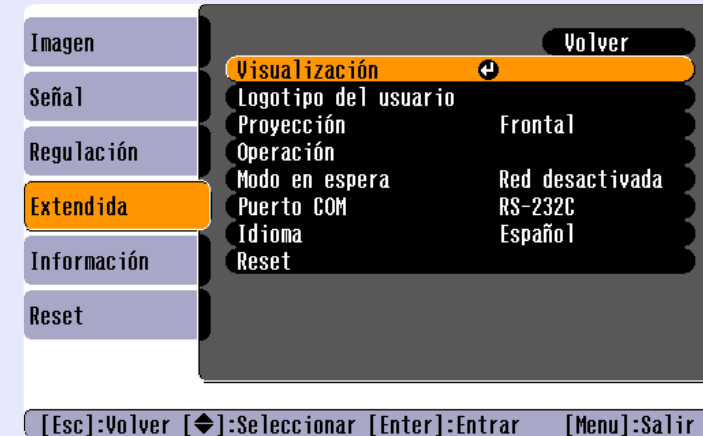 Imagen
Señal
Regulación
Extendida
Información
Reset
Volver
Visualización
Logotipo del usuario
Proyección Frontal
Operación
Modo en espera Red desactivada
Puerto COM RS-232C
Idioma Español
Reset
[Esc]:Volver [◆]:Seleccionar [Enter]:Entrar [Menu]:Salir